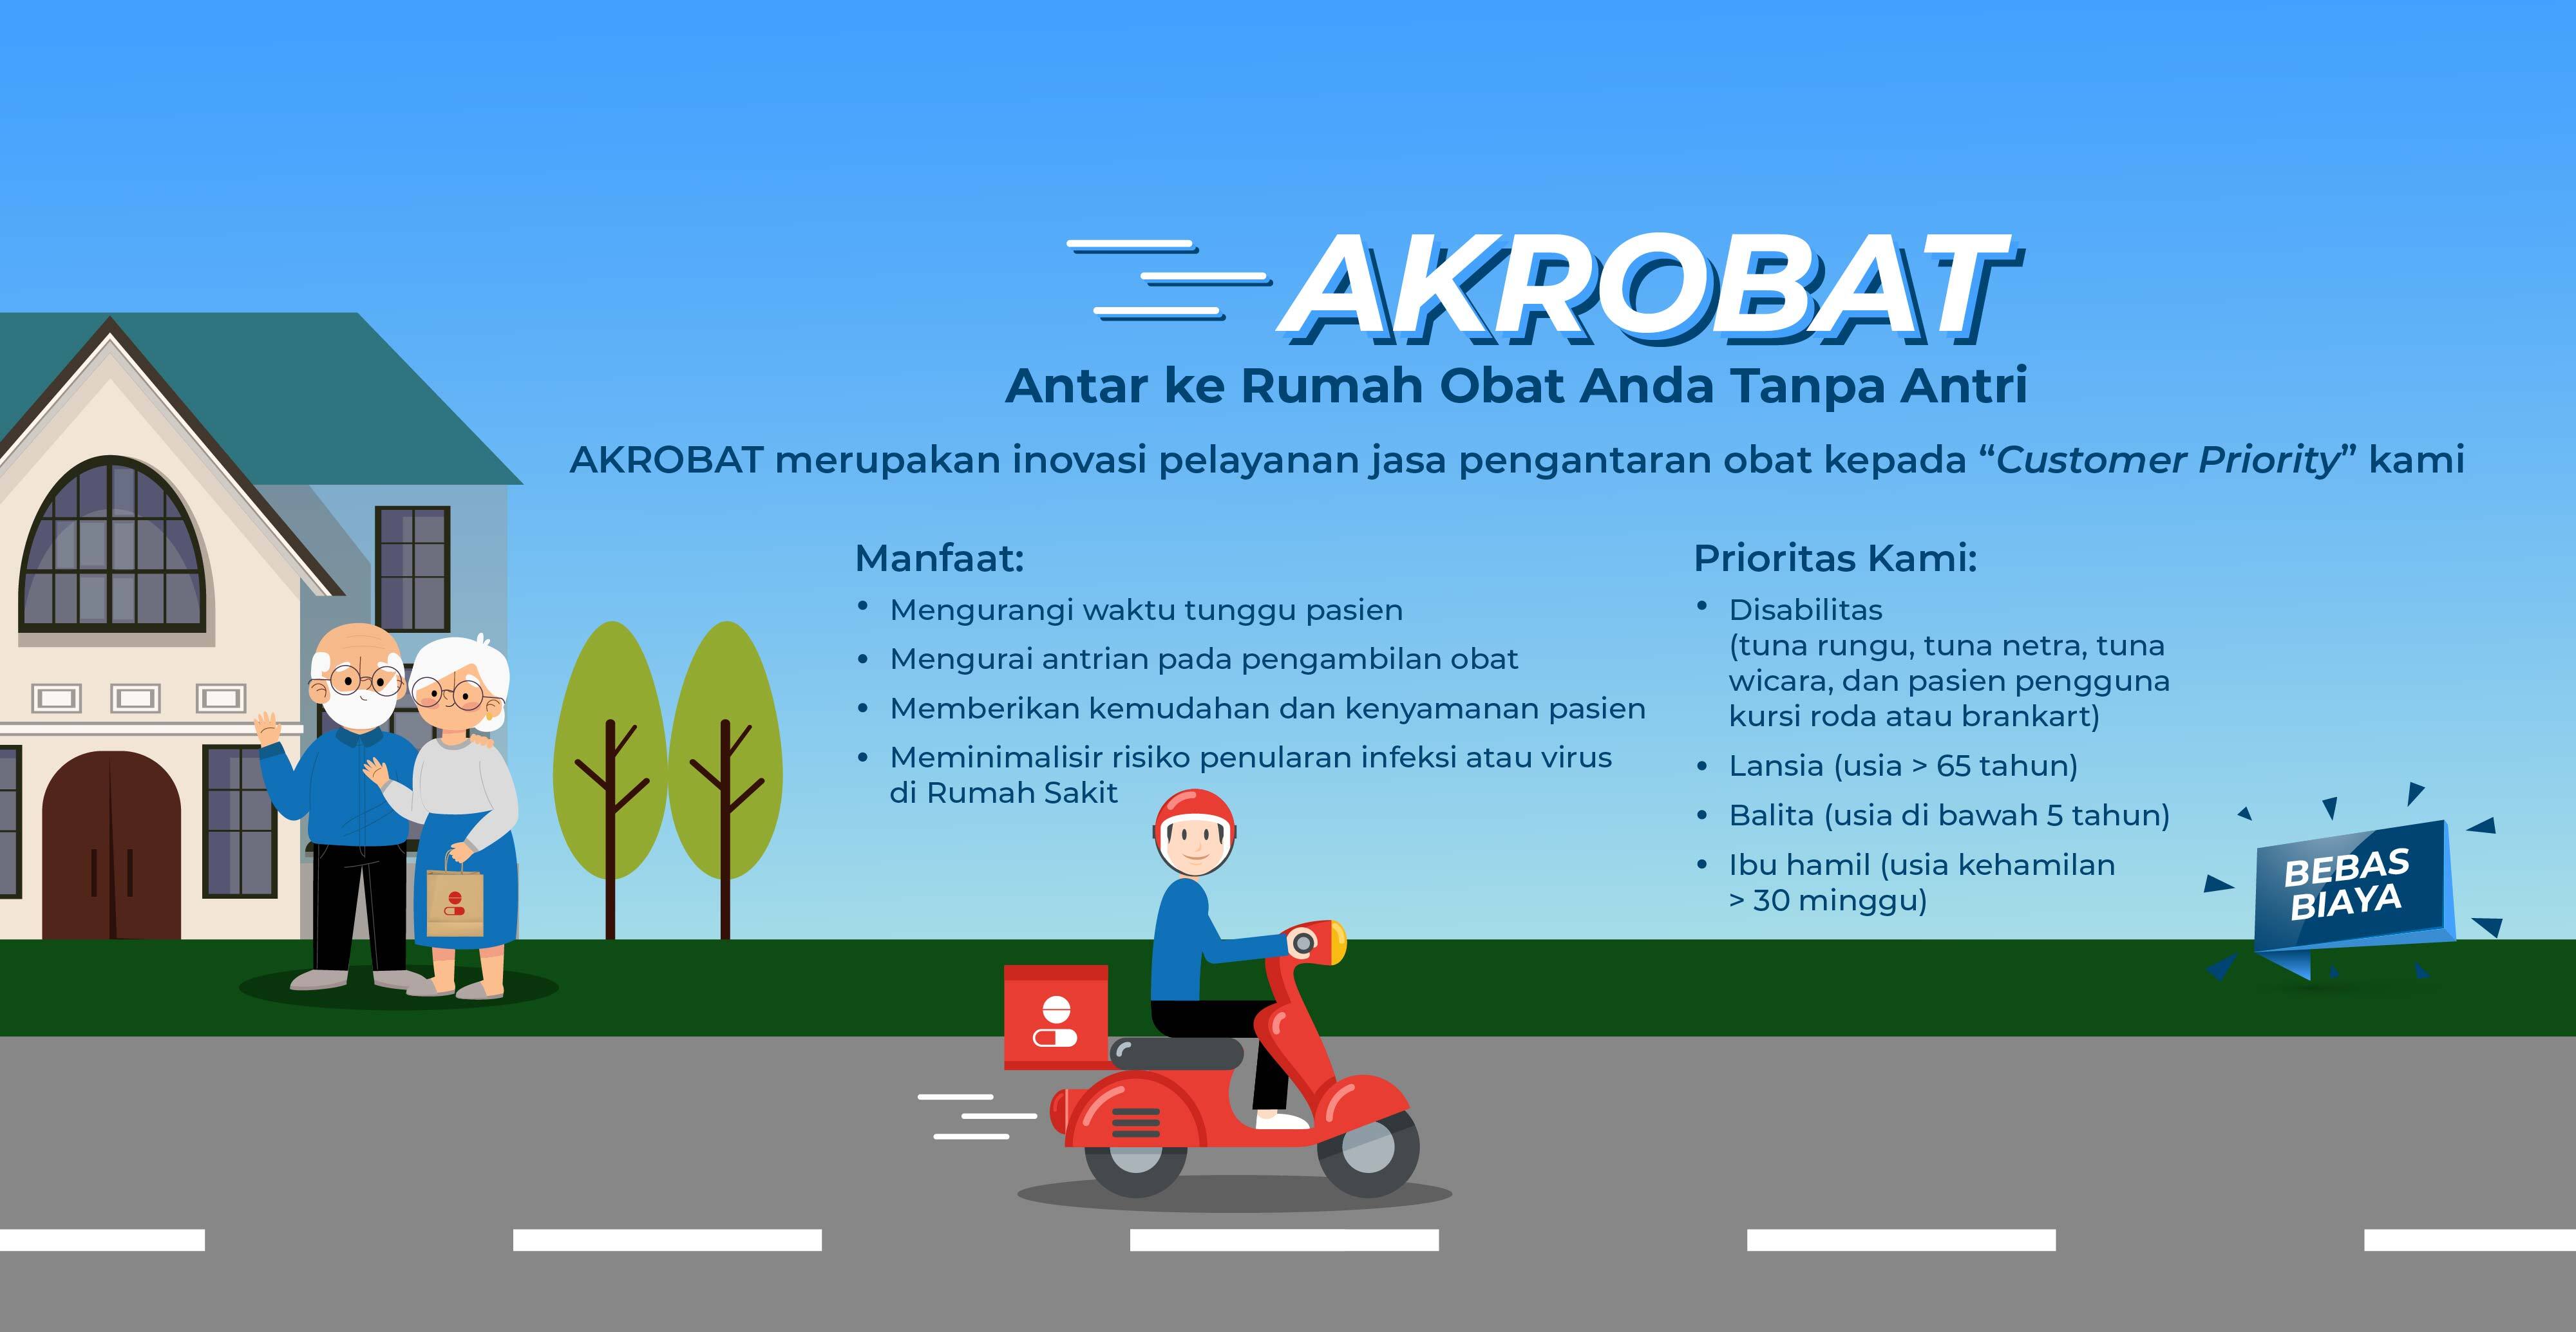 AKROBAT
Antar ke Rumah Obat Anda Tanpa Antri
AKROBAT merupakan inovasi pelayanan jasa pengantaran obat kepada “Customer Priority” kami
Manfaat:
• Mengurangi waktu tunggu pasien
• Mengurai antrian pada pengambilan obat
• Memberikan kemudahan dan kenyamanan pasien
• Meminimalisir risiko penularan infeksi atau virus
di Rumah Sakit
Prioritas Kami:
• Disabilitas
(tuna rungu, tuna netra, tuna
wicara, dan pasien pengguna
kursi roda atau brankart)
• Lansia (usia > 65 tahun)
• Balita (usia di bawah 5 tahun)
• Ibu hamil (usia kehamilan
> 30 minggu)
BEBAS
BIAYA